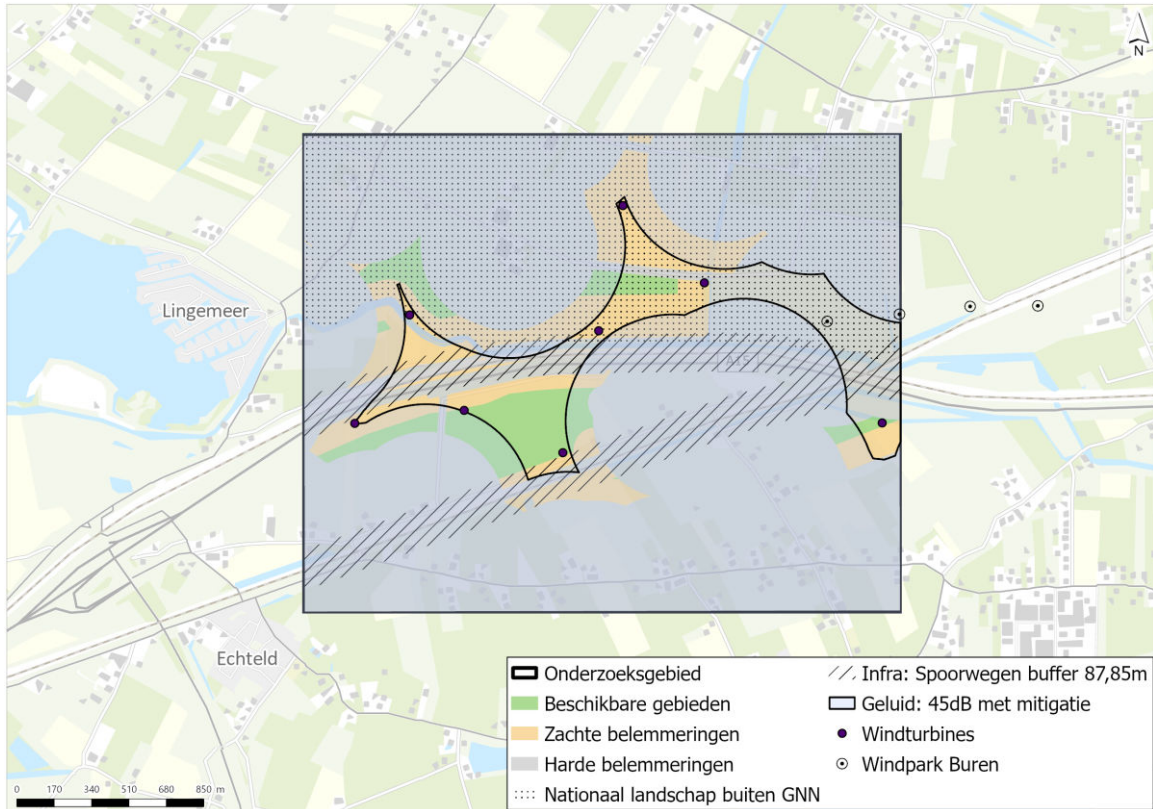 N
Lingemeer
A15
Echteld
Onderzoeksgebied
Beschikbare gebieden
Zachte belemmeringen
Harde belemmeringen
Nationaal landschap buiten GNN
Infra: Spoorwegen buffer 87,85m
Geluid: 45dB met mitigatie
Windturbines
Windpark Buren
0 170 340 510 680 850 m